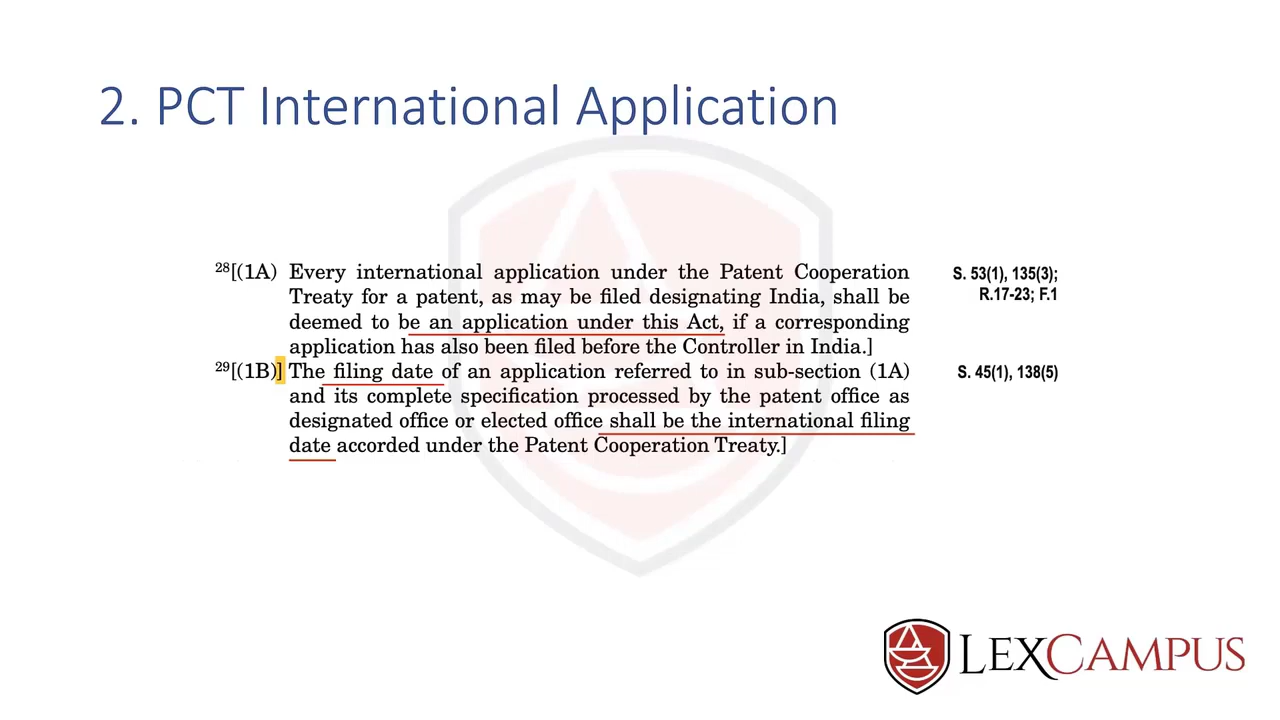 2. PCT International Application
28[(1A) Every international application under the Patent Cooperation
Treaty for a patent, as may be filed designating India, shall be
deemed to be an application under this Act, if a corresponding
application has also been filed before the Controller in India.]
S. 53(1), 135(3);
R.17-23; F.1
29[(1B)] The filing date of an application referred to in sub-section (1A)
and its complete specification processed by the patent office as
designated office or elected office shall be the international filing
date accorded under the Patent Cooperation Treaty.]
S. 45(1), 138(5)
LEXCAMPUS